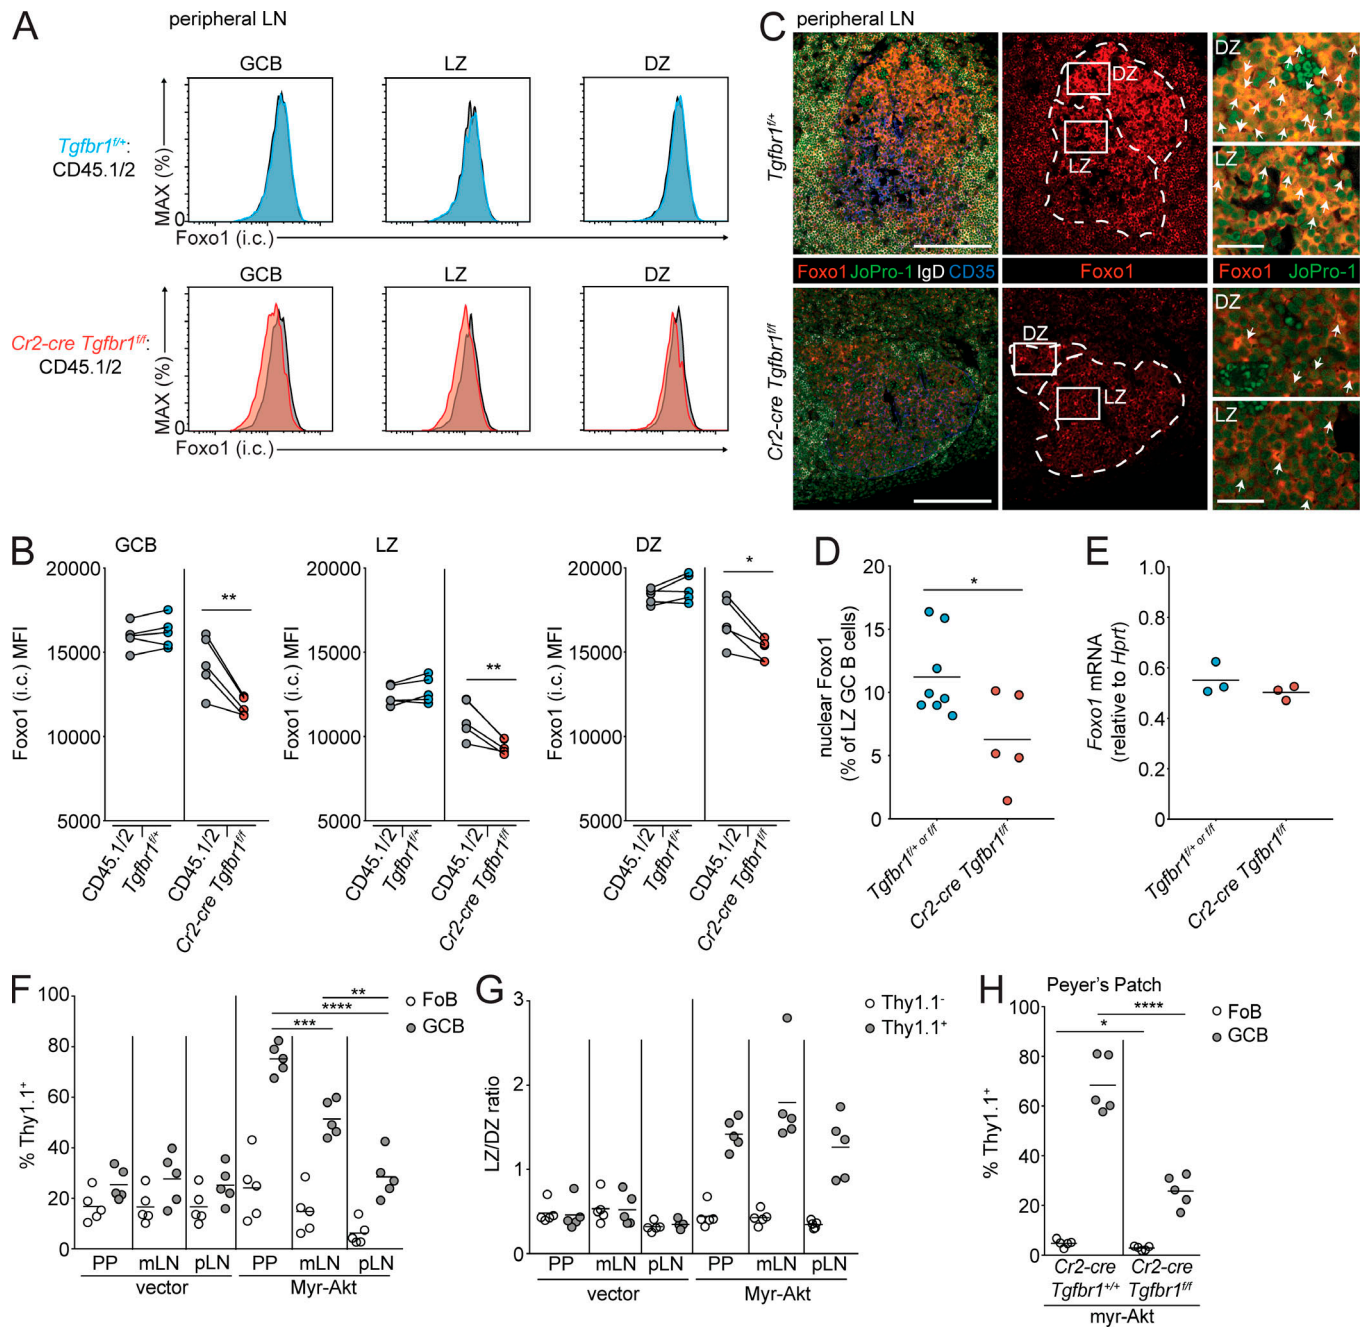 A
peripheral LN
GCB
LZ
DZ
Tgfbr1f/+:
CD45.1/2
MAX (%)
0
Foxo1 (i.c.)
GCB
LZ
DZ
Cr2-cre Tgfbr1f/f:
CD45.1/2
MAX (%)
0
Foxo1 (i.c.)
C
peripheral LN
Tgfbr1f/+
DZ
LZ
DZ
LZ
Foxo1 JoPro-1 IgD CD35
Foxo1
Foxo1 JoPro-1
Cr2-cre Tgfbr1f/f
DZ
LZ
DZ
LZ
B
GCB
Foxo1 (i.c.) MFI
20000
15000
10000
5000
**
CD45.1/2
Tgfbr1f/+
CD45.1/2
Cr2-cre Tgfbr1f/f
LZ
Foxo1 (i.c.) MFI
20000
15000
10000
5000
**
CD45.1/2
Tgfbr1f/+
CD45.1/2
Cr2-cre Tgfbr1f/f
DZ
Foxo1 (i.c.) MFI
20000
15000
10000
5000
*
CD45.1/2
Tgfbr1f/+
CD45.1/2
Cr2-cre Tgfbr1f/f
D
nuclear Foxo1
(% of LZ GC B cells)
20
15
10
5
0
*
Tgfbr1f/+ or f/f
Cr2-cre Tgfbr1f/f
E
Foxo1 mRNA
(relative to Hprt)
1.0
0.8
0.6
0.4
0.2
0
Tgfbr1f/+ or f/f
Cr2-cre Tgfbr1f/f
F
% Thy1.1+
100
80
60
40
20
0
**
****
***
FoB
GCB
PP mLN pLN PP mLN pLN
vector Myr-Akt
G
LZ/DZ ratio
3
2
1
0
Thy1.1-
Thy1.1+
PP mLN pLN PP mLN pLN
vector Myr-Akt
H
Peyer's Patch
% Thy1.1+
100
80
60
40
20
0
****
*
FoB
GCB
Cr2-cre Cr2-cre
Tgfbr1+/+ Tgfbr1f/f
myr-Akt